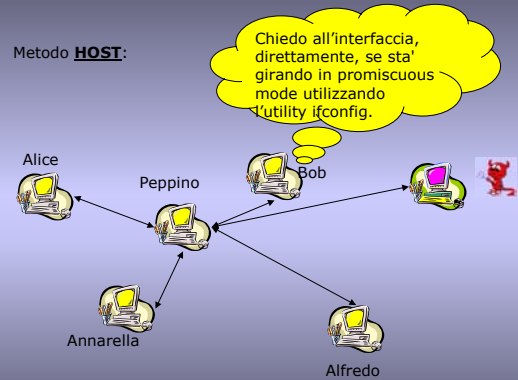 Metodo HOST:
Chiedo all'interfaccia,
direttamente, se sta'
girando in promiscuous
mode utilizzando
l'utility ifconfig.
Alice
Peppino
Bob
Annarella
Alfredo